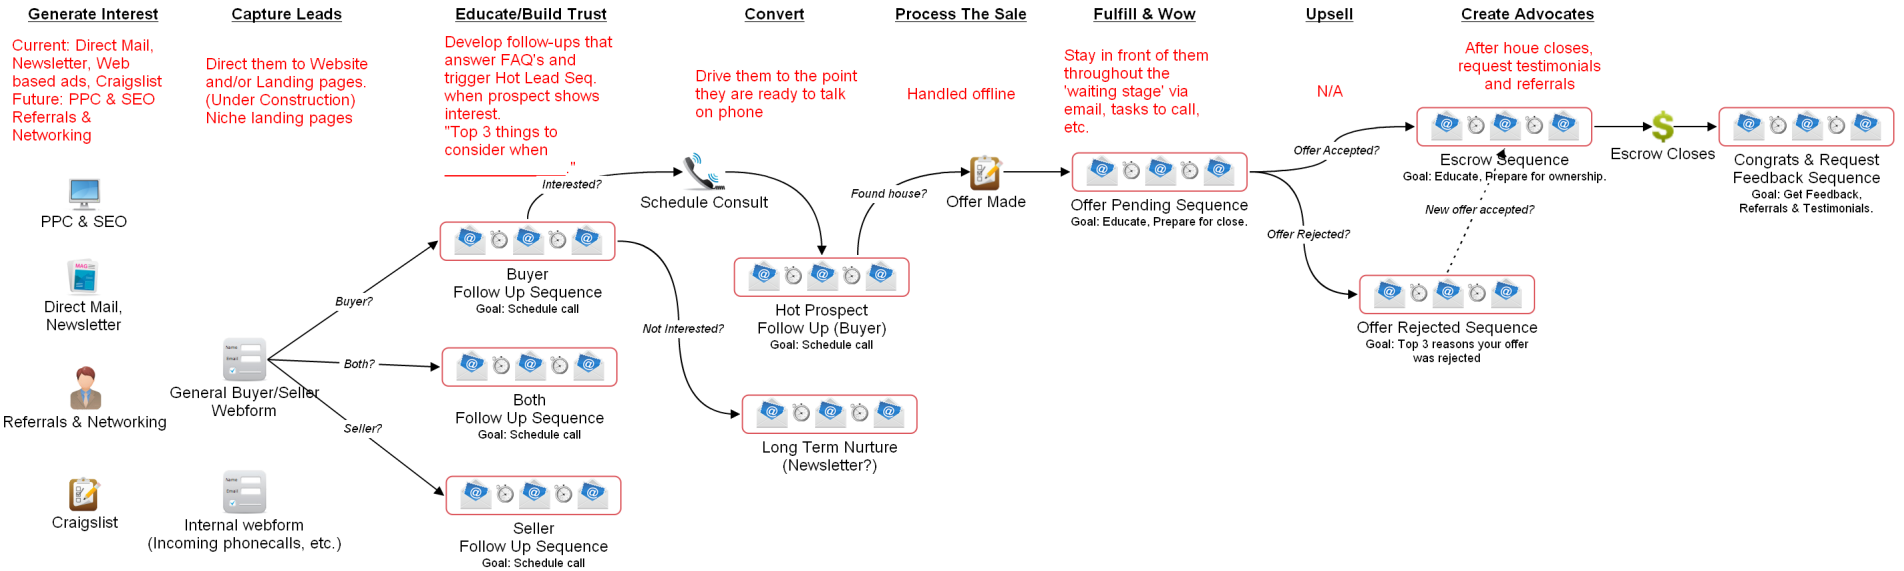 Generate Interest
Current: Direct Mail,
Newsletter, Web
based ads, Craigslist
Future: PPC & SEO
Referrals &
Networking
PPC & SEO
Direct Mail,
Newsletter
Referrals & Networking
Craigslist
Capture Leads
Direct them to Website
and/or Landing pages.
(Under Construction)
Niche landing pages
Name
Email
General Buyer/Seller
Webform
Name
Email
Internal webform
(Incoming phonecalls, etc.)
Buyer?
Both?
Seller?
Educate/Build Trust
Develop follow-ups that
answer FAQ's and
trigger Hot Lead Seq.
when prospect shows
interest.
"Top 3 things to
consider when
"
Interested?
Buyer
Follow Up Sequence
Goal: Schedule call
Both
Follow Up Sequence
Goal: Schedule call
Seller
Follow Up Sequence
Goal: Schedule call
Not Interested?
Convert
Drive them to the point
they are ready to talk
on phone
Schedule Consult
Hot Prospect
Follow Up (Buyer)
Goal: Schedule call
Long Term Nurture
(Newsletter?)
Process The Sale
Handled offline
Found house?
Offer Made
Fulfill & Wow
Stay in front of them
throughout the
'waiting stage' via
email, tasks to call,
etc.
Offer Pending Sequence
Goal: Educate, Prepare for close.
Upsell
N/A
Offer Accepted?
Offer Rejected?
Create Advocates
After houe closes,
request testimonials
and referrals
Escrow Sequence
Goal: Educate, Prepare for ownership.
New offer accepted?
Offer Rejected Sequence
Goal: Top 3 reasons your offer
was rejected
Escrow Closes
Congrats & Request
Feedback Sequence
Goal: Get Feedback,
Referrals & Testimonials.